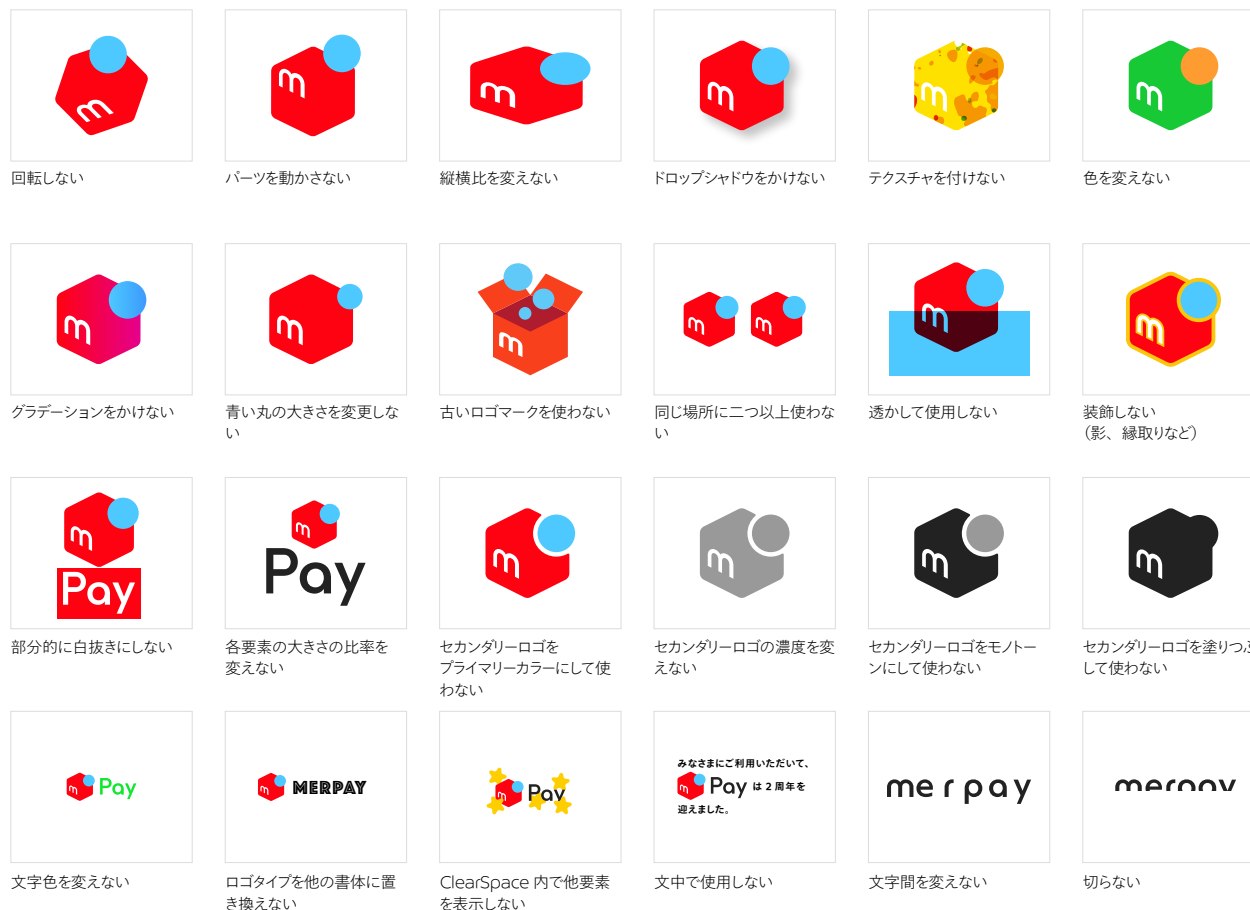 m
m
m
m
m
m
回転しない
パーツを動かさない
縦横比を変えない
ドロップシャドウをかけない
テクスチャを付けない
色を変えない
m
m
m
m
m
m
m
グラデーションをかけない
青い丸の大きさを変更しな
い
古いロゴマークを使わない
同じ場所に二つ以上使わな
い
透かして使用しない
装飾しない
（影、縁取りなど）
m
Pay
m
Pay
m
m
m
部分的に白抜きにしない
各要素の大きさの比率を
変えない
セカンダリーロゴを
プライマリーカラーにして使
わない
セカンダリーロゴの濃度を変
えない
セカンダリーロゴをモノトー
ンにして使わない
セカンダリーロゴを塗りつぶ
して使わない
m Pay
m MERPAY
m Pay
みなさまにご利用いただいて、
m Pay は 2 周年を
迎えました。
merpay
merpay
文字色を変えない
ロゴタイプを他の書体に置
き換えない
ClearSpace 内で他要素
を表示しない
文中で使用しない
文字間を変えない
切らない